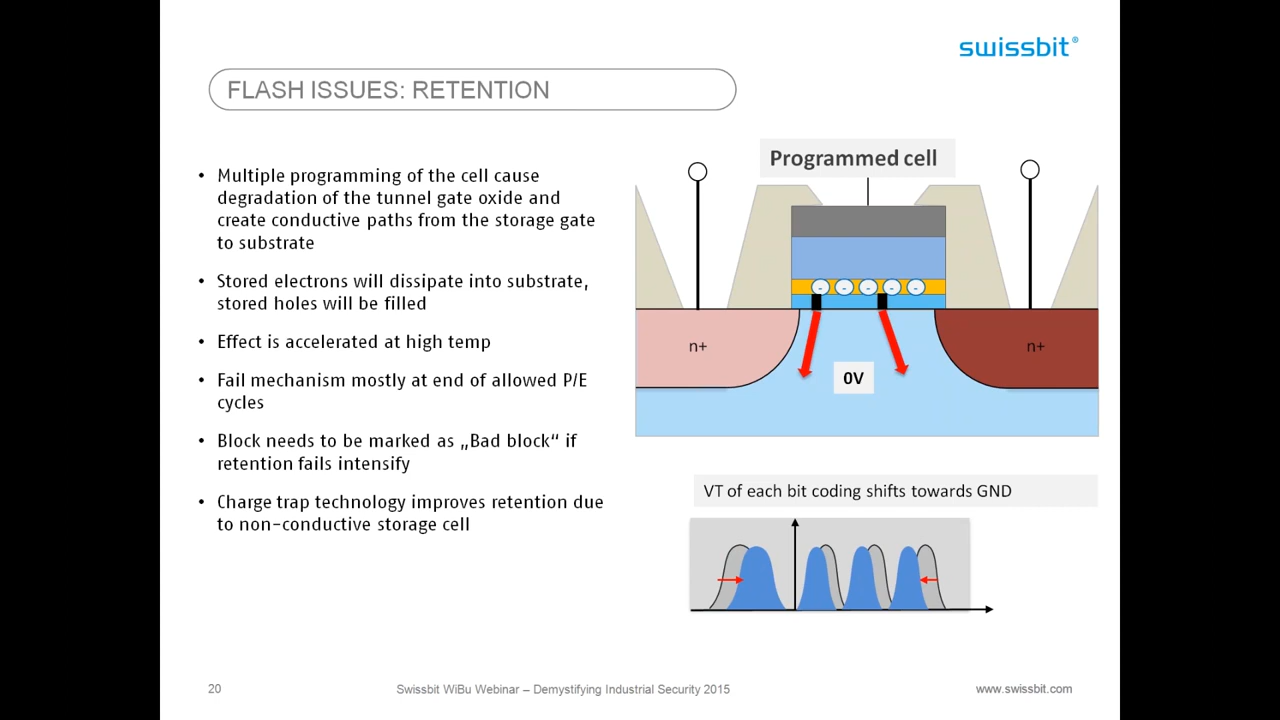 swissbit®
FLASH ISSUES: RETENTION
• Multiple programming of the cell cause
degradation of the tunnel gate oxide and
create conductive paths from the storage gate
to substrate
• Stored electrons will dissipate into substrate,
stored holes will be filled
• Effect is accelerated at high temp
• Fail mechanism mostly at end of allowed P/E
cycles
• Block needs to be marked as „Bad block“ if
retention fails intensify
• Charge trap technology improves retention due
to non-conductive storage cell
Programmed cell
- - - - -
n+
n+
0V
VT of each bit coding shifts towards GND
20
Swissbit WiBu Webinar – Demystifying Industrial Security 2015
www.swissbit.com